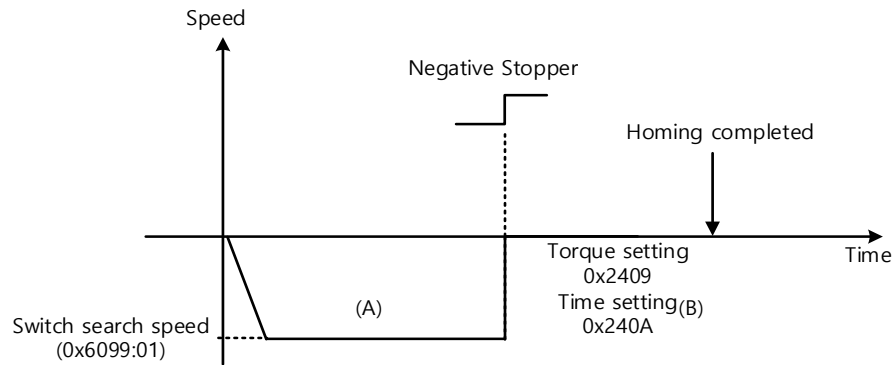 Speed
Negative Stopper
Homing completed
Time
Torque setting
0x2409
(A)
Time setting(B)
0x240A
Switch search speed
(0x6099:01)